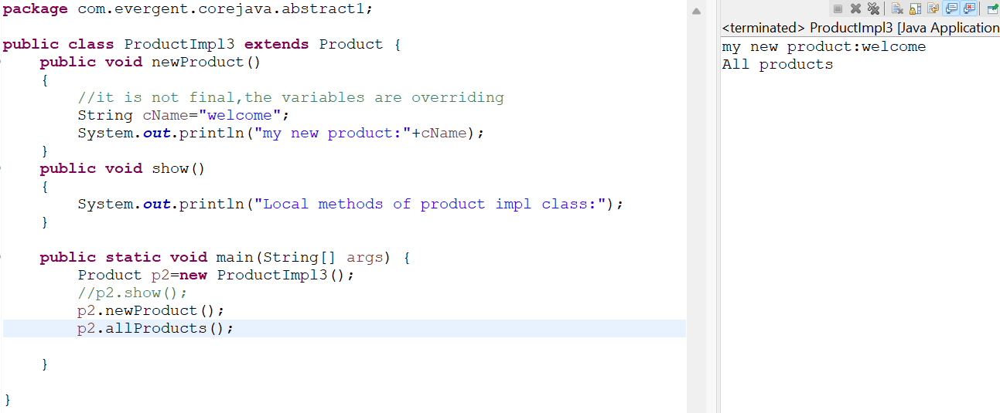 package com.evergent.corejava.abstract1;
public class ProductImpl3 extends Product {
public void newProduct()
{
//it is not final,the variables are overriding
String cName="welcome";
System.out.println("my new product:"+cName);
}
public void show()
{
System.out.println("Local methods of product impl class:");
}
public static void main(String[] args) {
Product p2=new ProductImpl3();
//p2.show();
p2.newProduct();
p2.allProducts();
}
}
<terminated> ProductImpl3 [Java Application
my new product:welcome
All products